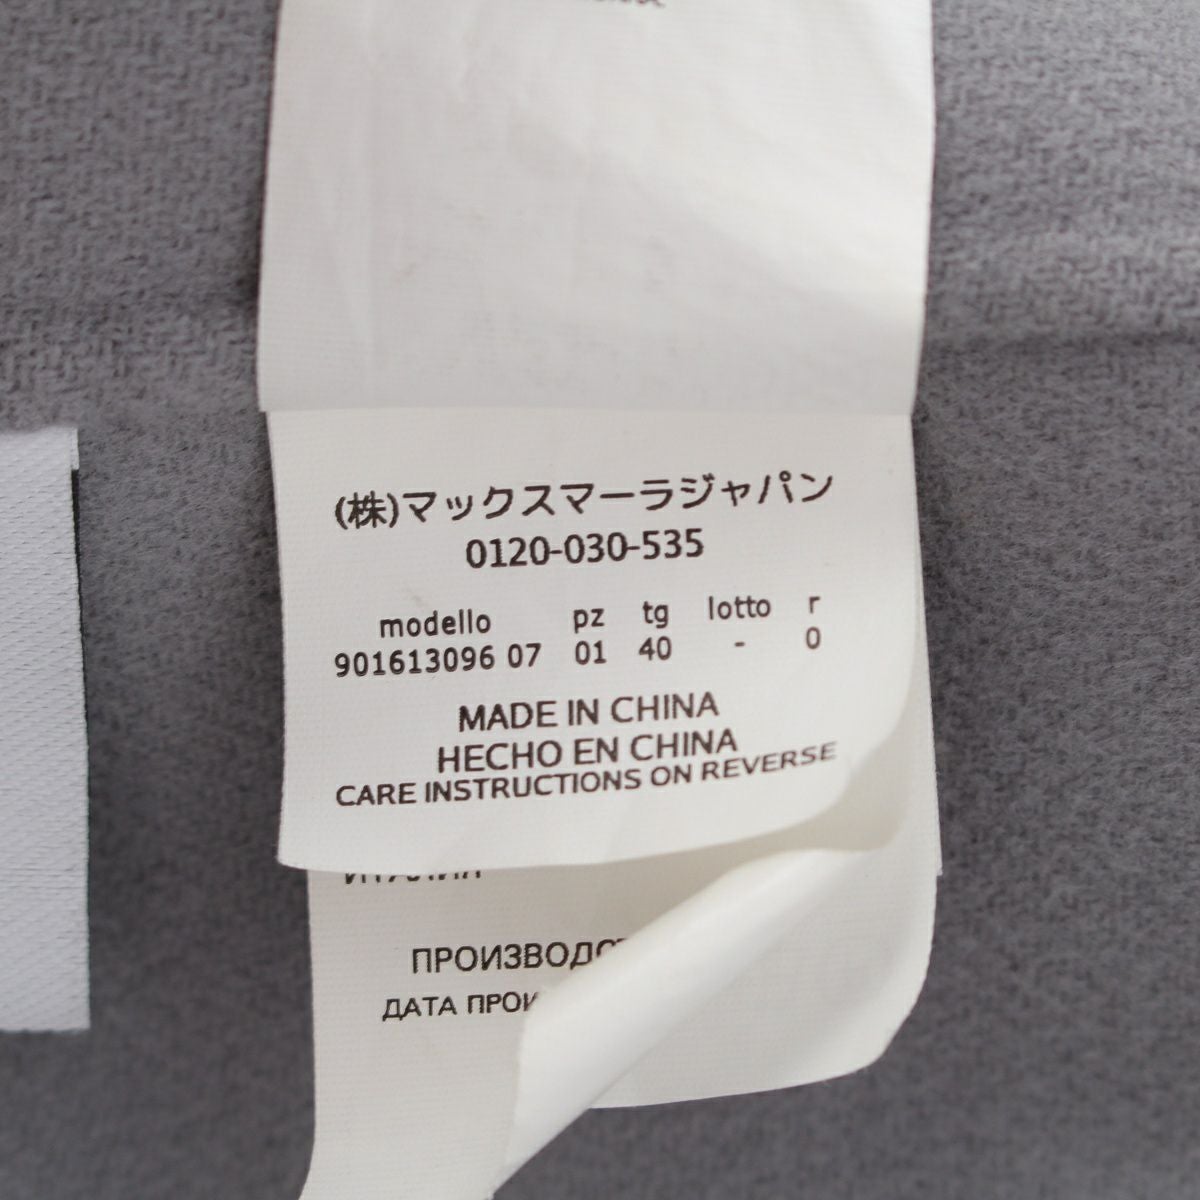 (株)マックスマーラジャパン
0120-030-535
modello pz tg lotto r
901613096 07 01 40 - 0
MADE IN CHINA
HECHO EN CHINA
CARE INSTRUCTIONS ON REVERSE
ДАТА